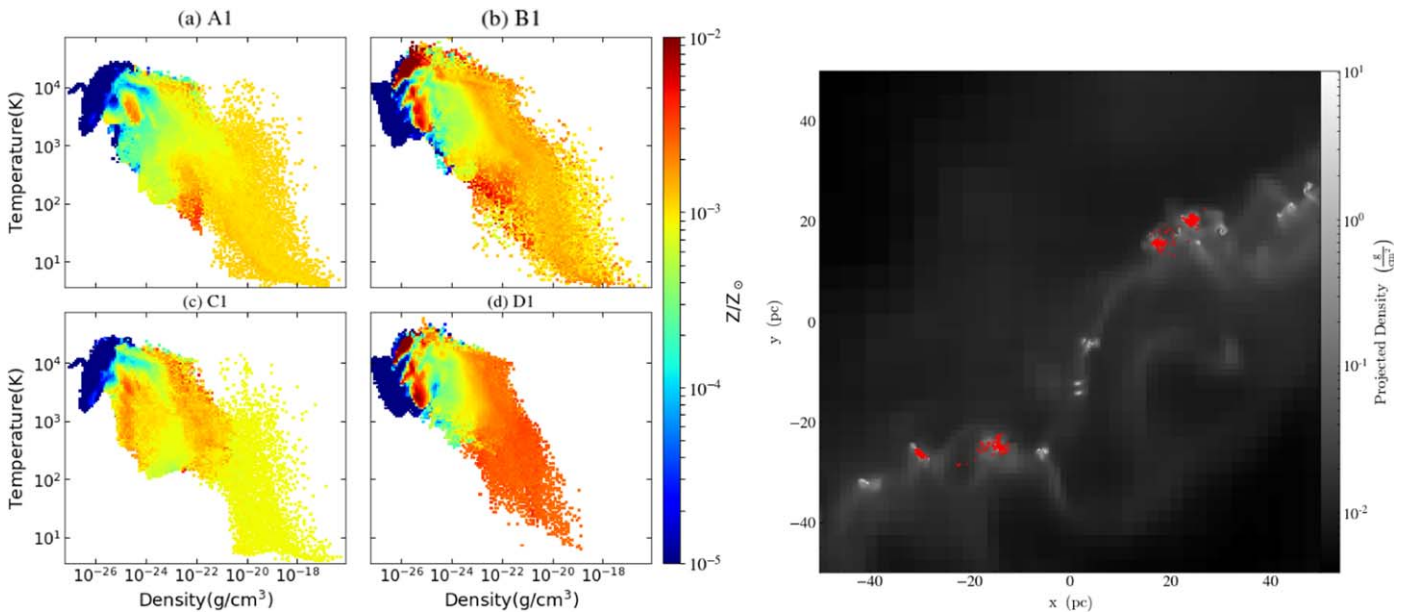 (a) A1
(b) B1
10^-2
10^-3
10^-4
10^-5
Z/Z⊙
Temperature(K)
10^4
10^3
10^2
10^1
(c) C1
(d) D1
Temperature(K)
10^4
10^3
10^2
10^1
10^-26 10^-24 10^-22 10^-20 10^-18
10^-26 10^-24 10^-22 10^-20 10^-18
Density(g/cm^3)
Density(g/cm^3)
40
20
0
−20
−40
y (pc)
−40 −20 0 20 40
x (pc)
10^1
10^0
10^-1
10^-2
Projected Density (g/cm^2)